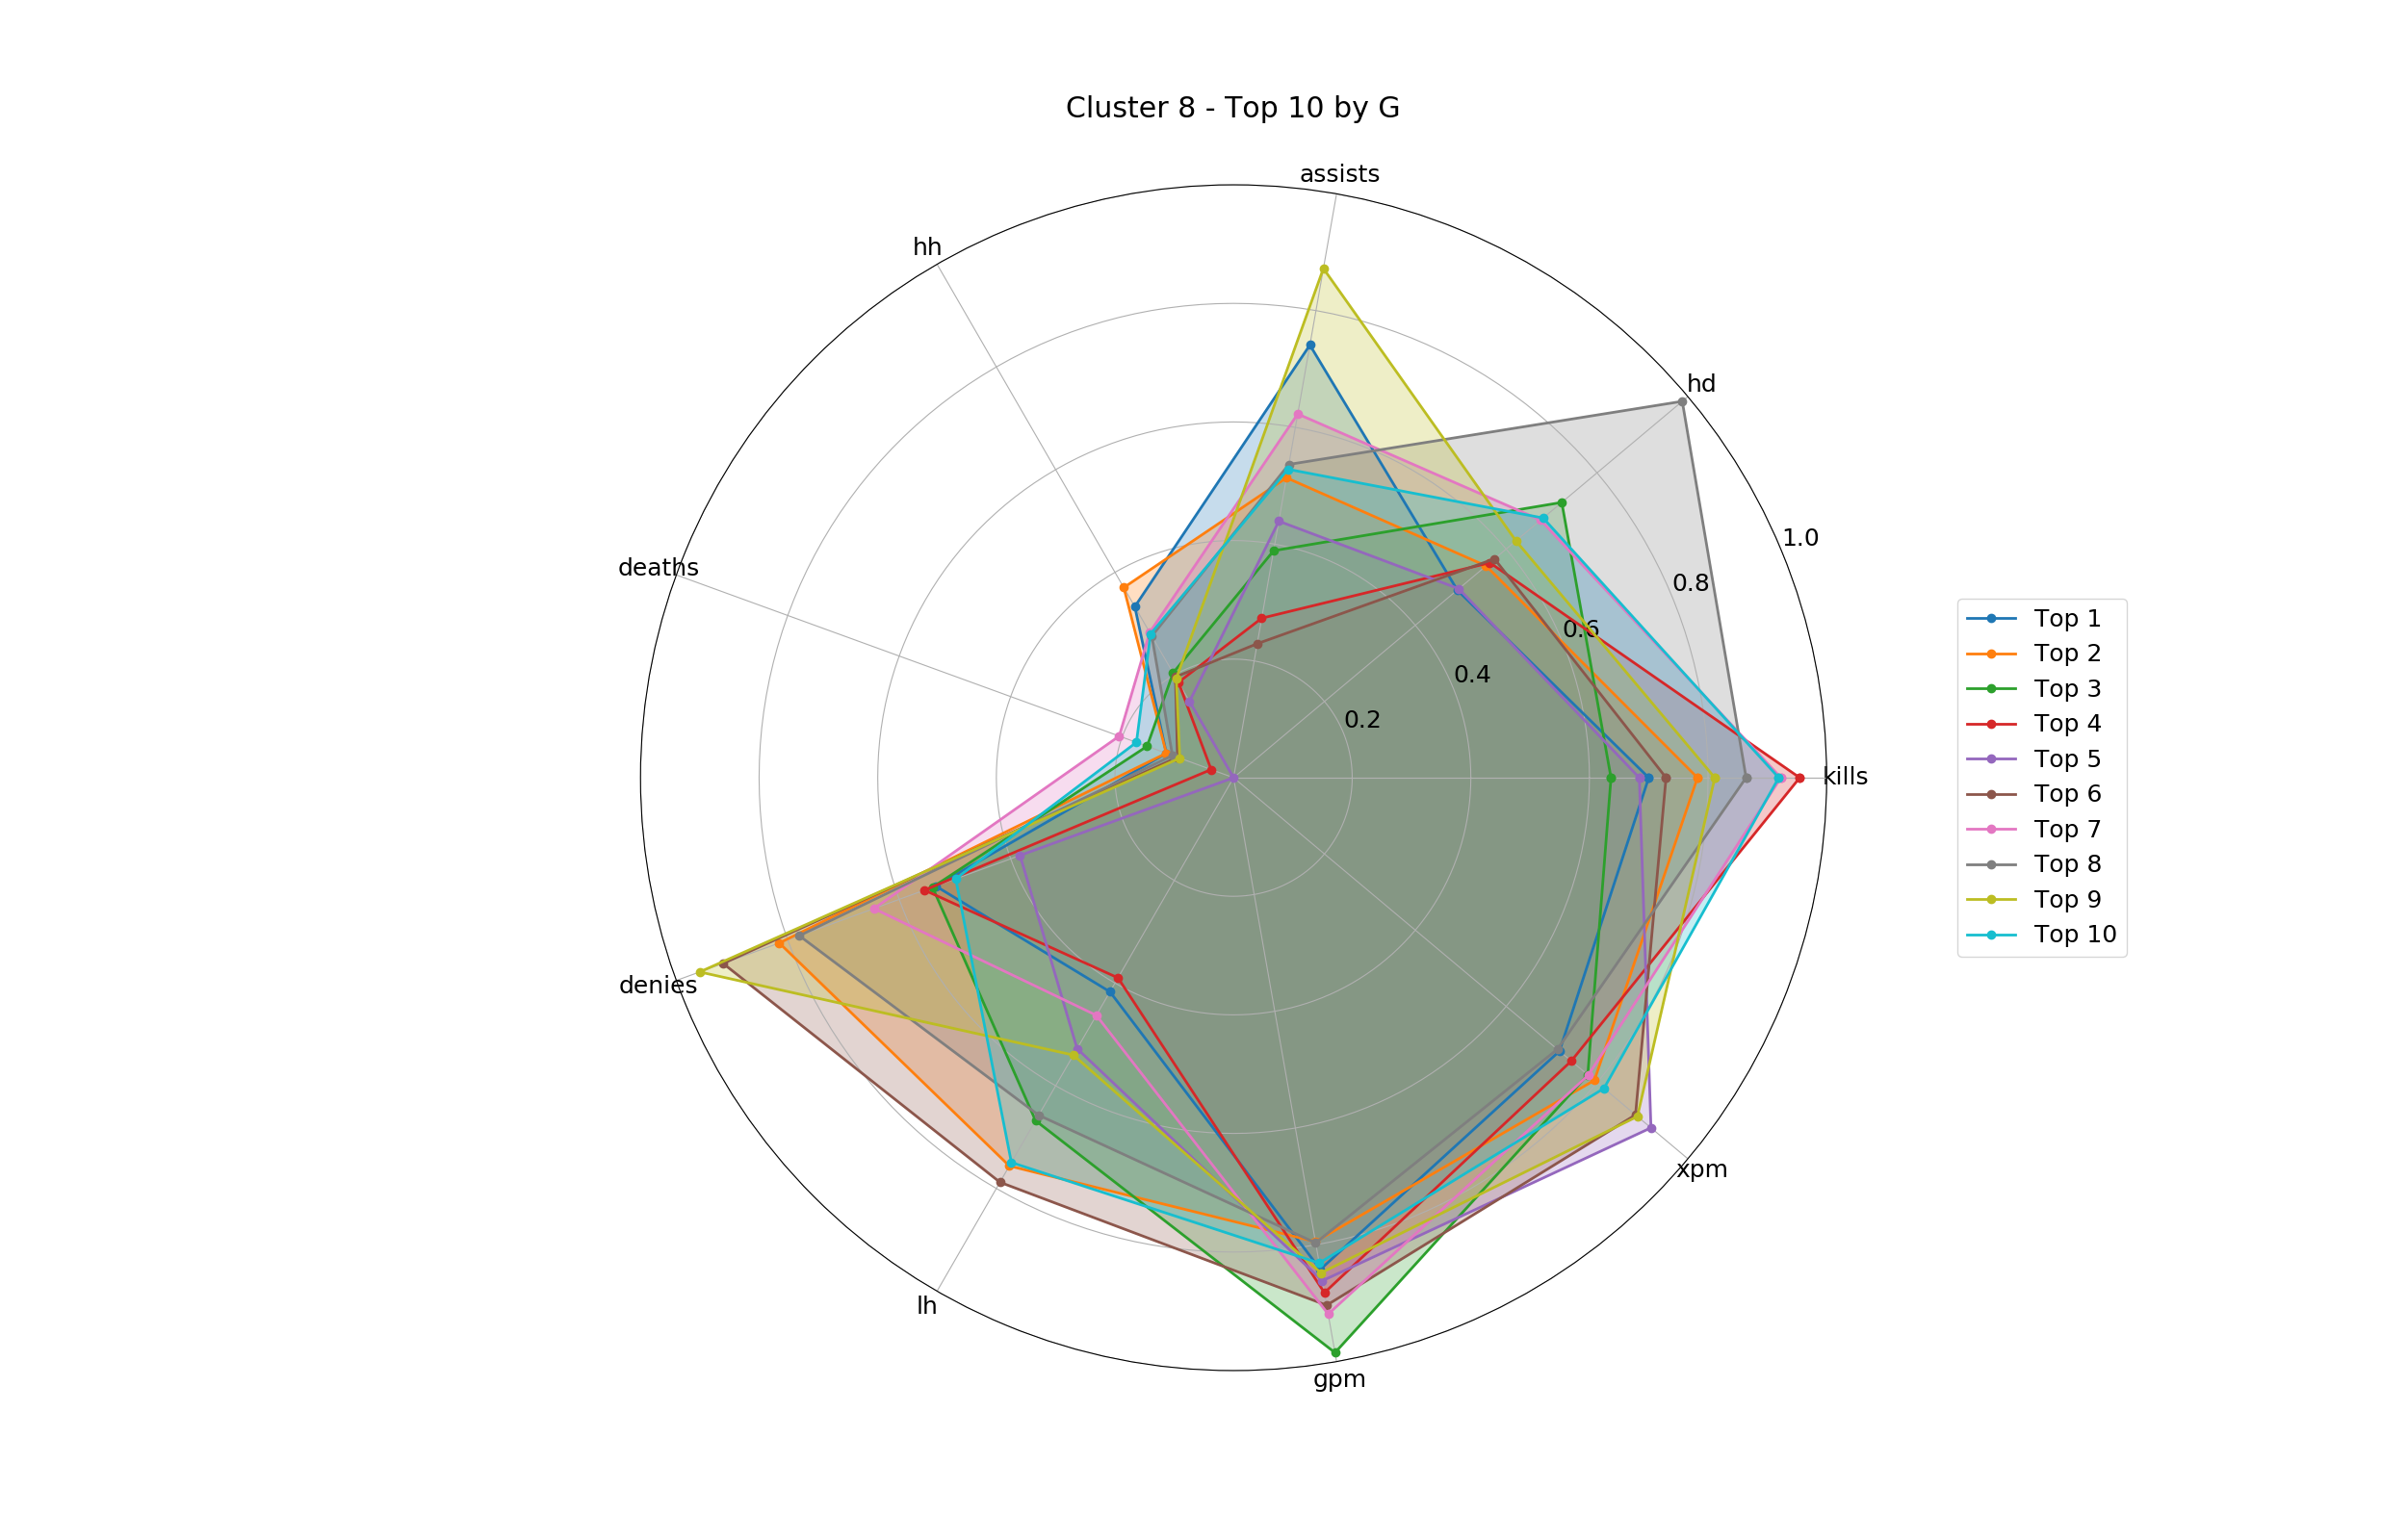 Cluster 8 - Top 10 by G
assists
hh
hd
1.0
deaths
0.8
0.6
0.4
0.2
kills
Top 1
Top 2
Top 3
Top 4
Top 5
Top 6
Top 7
Top 8
Top 9
Top 10
denies
xpm
lh
gpm